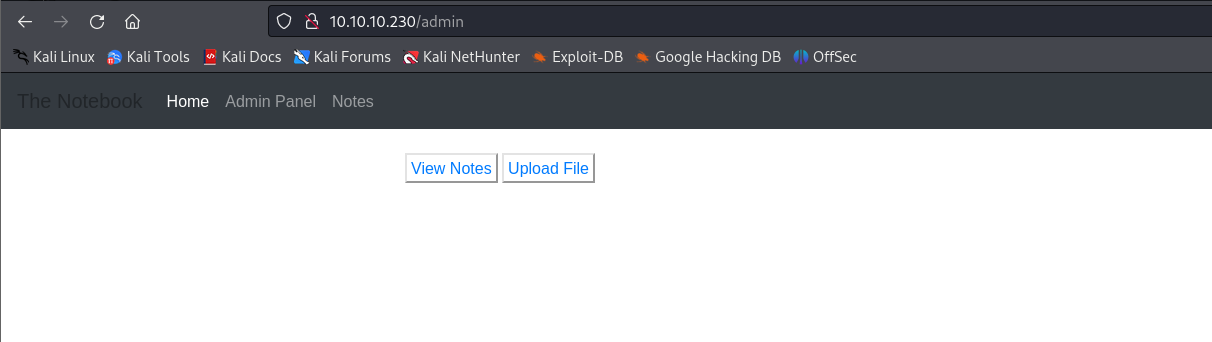 10.10.10.230/admin
Kali Linux Kali Tools Kali Docs Kali Forums Kali NetHunter Exploit-DB Google Hacking DB OffSec
The Notebook Home Admin Panel Notes
View Notes Upload File